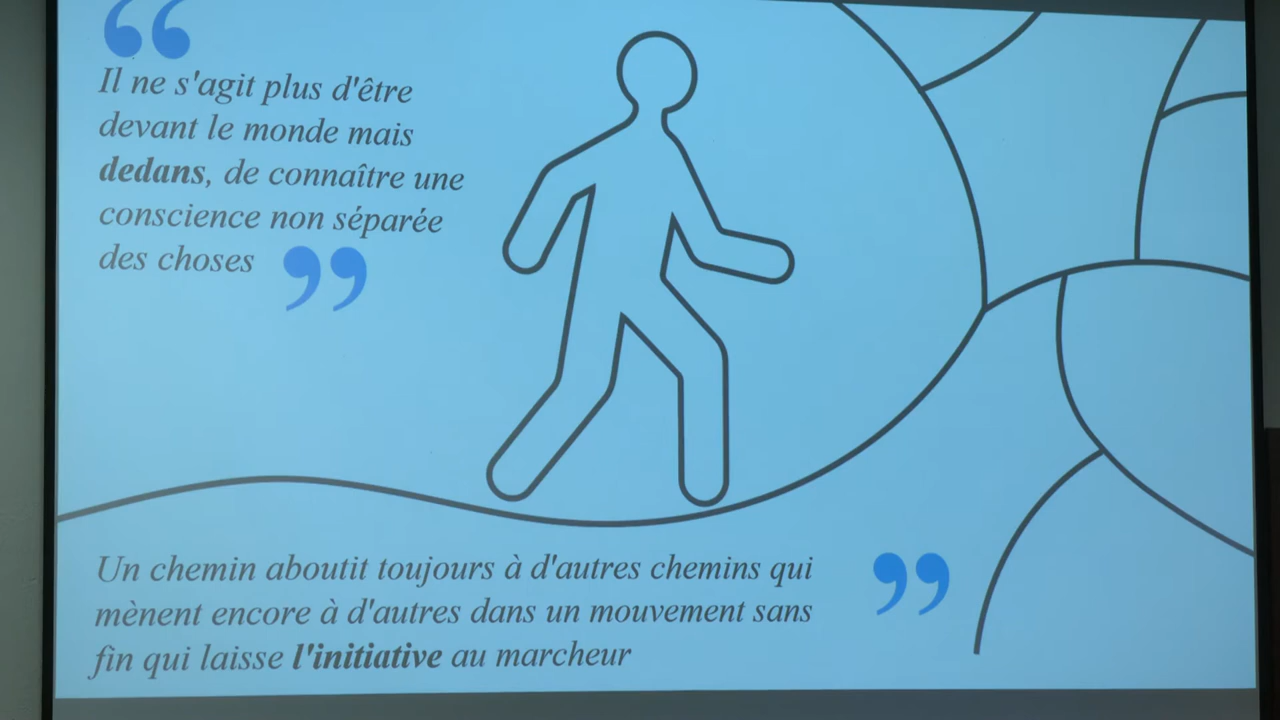 “
Il ne s'agit plus d'être
devant le monde mais
dedans, de connaître une
conscience non séparée
des choses ”
Un chemin aboutit toujours à d'autres chemins qui
mènent encore à d'autres dans un mouvement sans
fin qui laisse l'initiative au marcheur ”